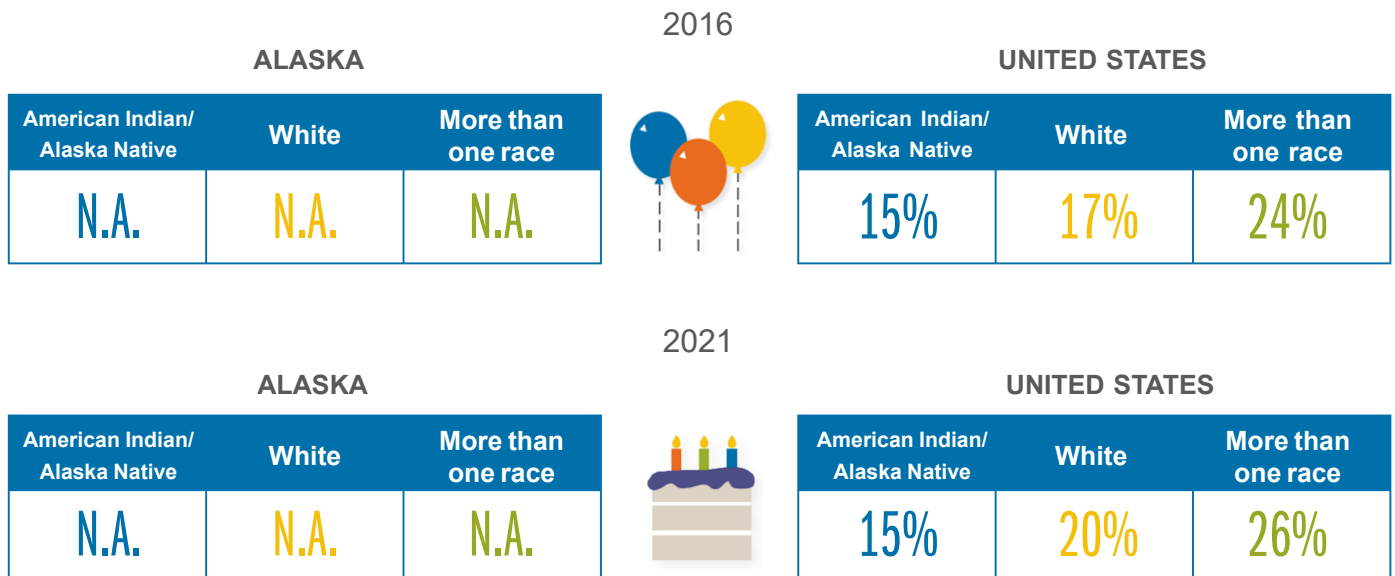 2016
ALASKA
UNITED STATES
American Indian/
Alaska Native
White
More than
one race
N.A.
N.A.
N.A.
American Indian/
Alaska Native
White
More than
one race
15%
17%
24%
2021
ALASKA
UNITED STATES
American Indian/
Alaska Native
White
More than
one race
N.A.
N.A.
N.A.
American Indian/
Alaska Native
White
More than
one race
15%
20%
26%